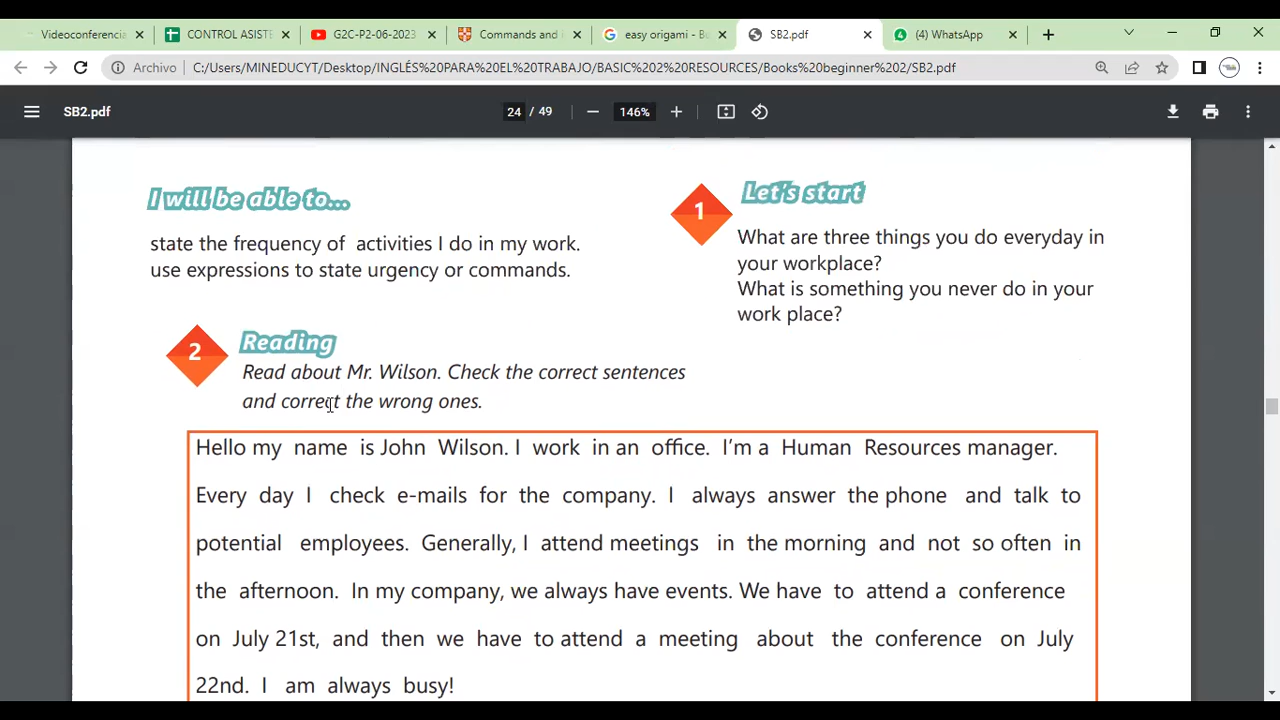 Videoconferencia
CONTROL ASISTE
G2C-P2-06-2023
Commands and
easy origami - B
SB2.pdf
(4) WhatsApp
Archivo
C:/Users/MINEDUCYT/Desktop/INGLÉS%20PARA%20EL%20TRABAJO/BASIC%202%20RESOURCES/Books%20beginner%202/SB2.pdf
SB2.pdf
24 / 49
146%
I will be able to...
state the frequency of activities I do in my work.
use expressions to state urgency or commands.
1
Let's start
What are three things you do everyday in
your workplace?
What is something you never do in your
work place?
2
Reading
Read about Mr. Wilson. Check the correct sentences
and correct the wrong ones.
Hello my name is John Wilson. I work in an office. I'm a Human Resources manager.
Every day I check e-mails for the company. I always answer the phone and talk to
potential employees. Generally, I attend meetings in the morning and not so often in
the afternoon. In my company, we always have events. We have to attend a conference
on July 21st, and then we have to attend a meeting about the conference on July
22nd. I am always busy!